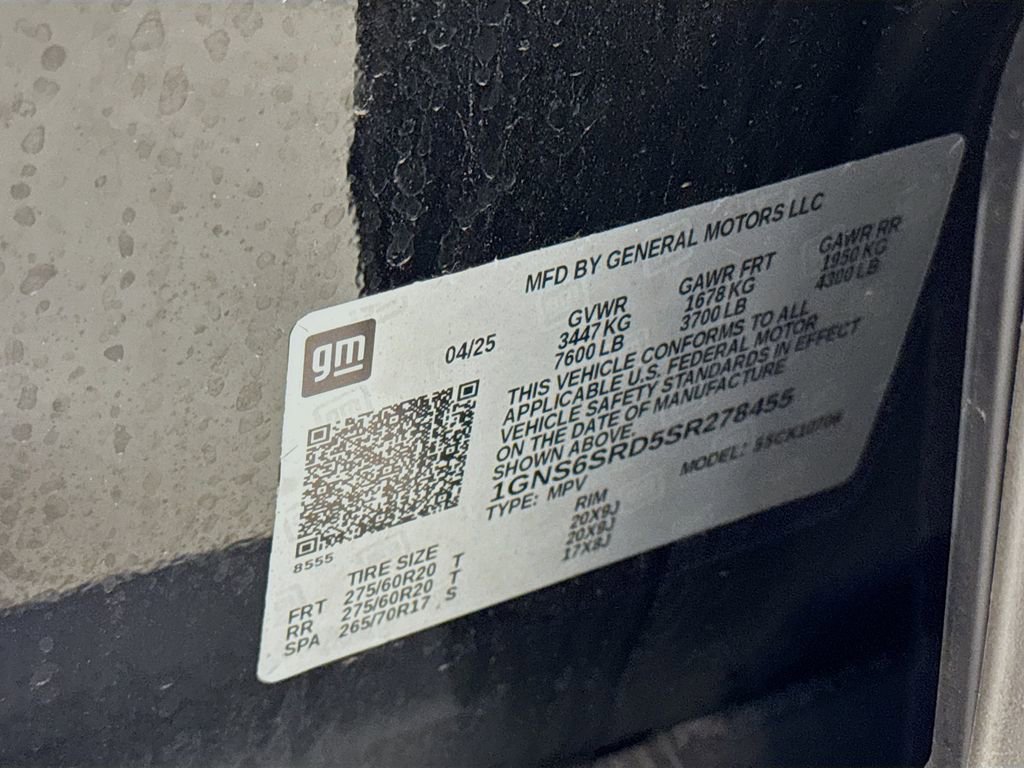 MFD BY GENERAL MOTORS LLC
gm
04/25
GVWR GAWR FRT GAWR RR
3447 KG 1678 KG 1950 KG
7600 LB 3700 LB 4300 LB
THIS VEHICLE CONFORMS TO ALL
APPLICABLE U.S. FEDERAL MOTOR
VEHICLE SAFETY STANDARDS IN EFFECT
ON THE DATE OF MANUFACTURE
SHOWN ABOVE.
1GNS6SRD5SR278455
TYPE: MPV MODEL:
8555
TIRE SIZE RIM
FRT 275/60R20 T 20X9J
RR 275/60R20 T 20X9J
SPA 265/70R17 S 17X8J